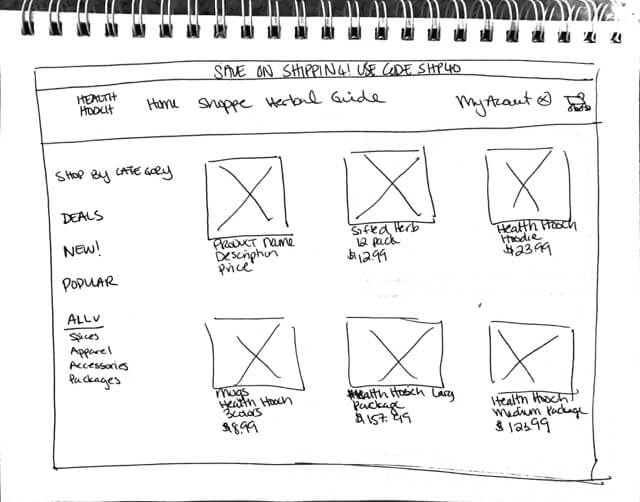 SAVE ON SHIPPING! USE CODE SHP40
HEALTH
HOOCH
Home Shoppe Herbal Guide
My Acount
SHOP BY CATEGORY
DEALS
NEW!
POPULAR
ALL
Spices
Apparel
Accessories
Packages
PRODUCT Name
Description
Price
Sifted Herb
12 pack
$12.99
Health Hooch
Hoodie
$23.99
Mugs
Health Hooch
3 colors
$8.99
Health Hooch Larg
Package
$157.99
Health Hooch
Medium Package
$123.99